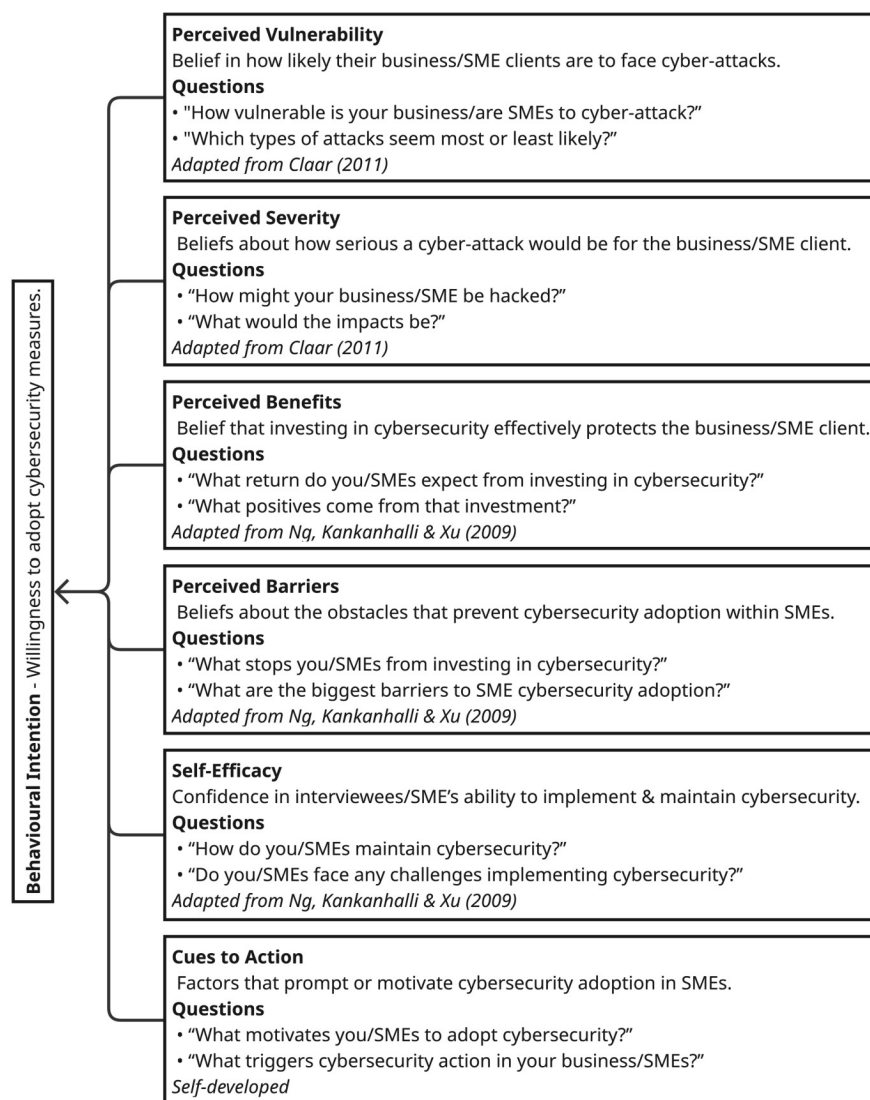 Perceived Vulnerability
Belief in how likely their business/SME clients are to face cyber-attacks.
Questions
• "How vulnerable is your business/are SMEs to cyber-attack?”
• "Which types of attacks seem most or least likely?”
Adapted from Claar (2011)
Perceived Severity
Beliefs about how serious a cyber-attack would be for the business/SME client.
Questions
• “How might your business/SME be hacked?”
• “What would the impacts be?”
Adapted from Claar (2011)
Perceived Benefits
Belief that investing in cybersecurity effectively protects the business/SME client.
Questions
• “What return do you/SMEs expect from investing in cybersecurity?”
• “What positives come from that investment?”
Adapted from Ng, Kankanhalli & Xu (2009)
Behavioural Intention - Willingness to adopt cybersecurity measures.
Perceived Barriers
Beliefs about the obstacles that prevent cybersecurity adoption within SMEs.
Questions
• “What stops you/SMEs from investing in cybersecurity?”
• “What are the biggest barriers to SME cybersecurity adoption?”
Adapted from Ng, Kankanhalli & Xu (2009)
Self-Efficacy
Confidence in interviewees/SME’s ability to implement & maintain cybersecurity.
Questions
• “How do you/SMEs maintain cybersecurity?”
• “Do you/SMEs face any challenges implementing cybersecurity?”
Adapted from Ng, Kankanhalli & Xu (2009)
Cues to Action
Factors that prompt or motivate cybersecurity adoption in SMEs.
Questions
• “What motivates you/SMEs to adopt cybersecurity?”
• “What triggers cybersecurity action in your business/SMEs?”
Self-developed